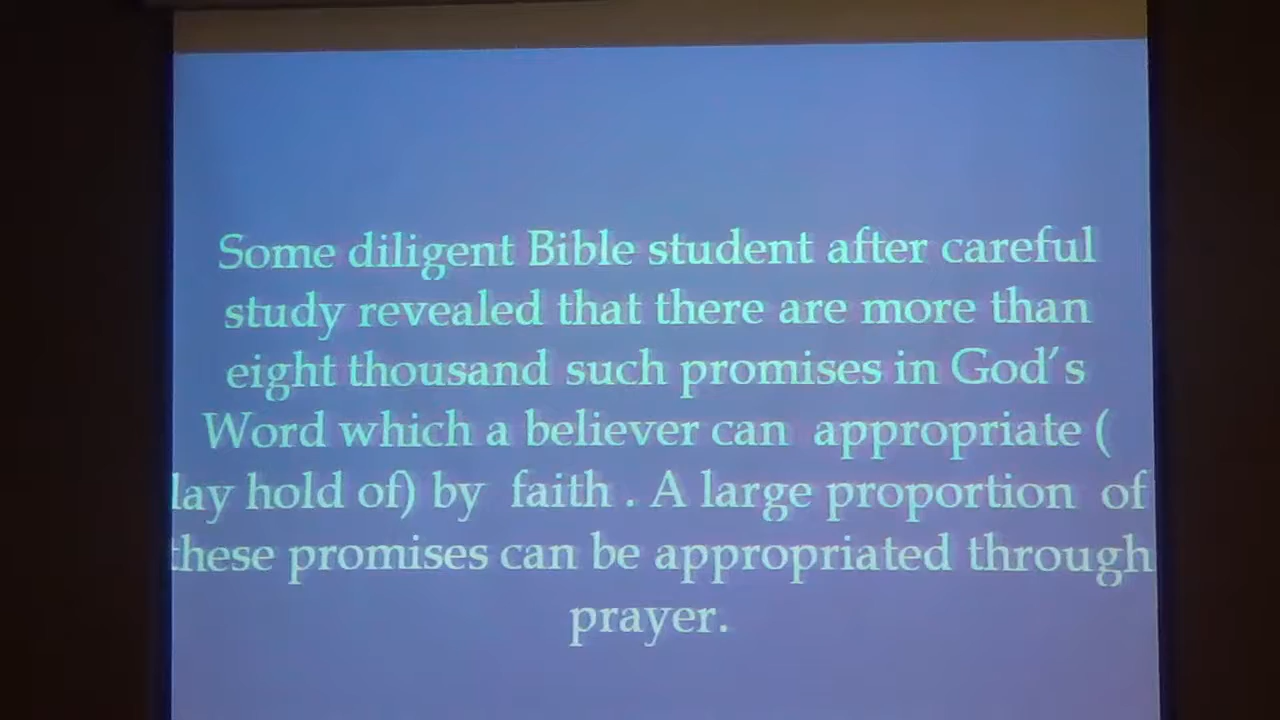 Some diligent Bible student after careful
study revealed that there are more than
eight thousand such promises in God's
Word which a believer can appropriate (
lay hold of) by faith . A large proportion of
these promises can be appropriated through
prayer.